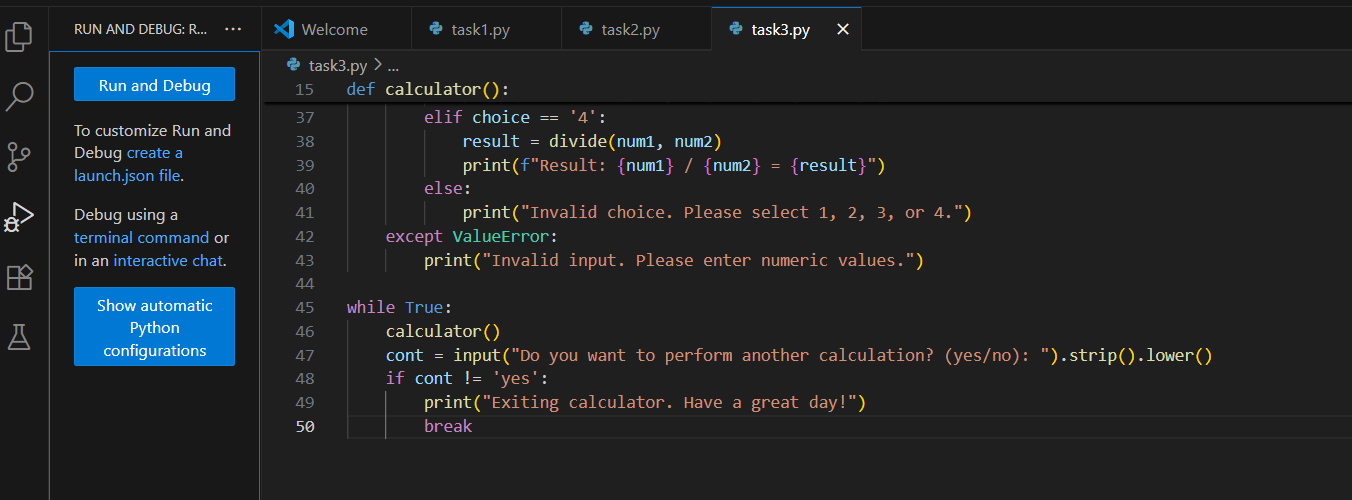 RUN AND DEBUG: R... ...
Run and Debug
To customize Run and
Debug create a
launch.json file.
Debug using a
terminal command or
in an interactive chat.
Show automatic
Python
configurations
Welcome task1.py task2.py task3.py
task3.py > ...
15 def calculator():
37 elif choice == '4':
38 result = divide(num1, num2)
39 print(f"Result: {num1} / {num2} = {result}")
40 else:
41 print("Invalid choice. Please select 1, 2, 3, or 4.")
42 except ValueError:
43 print("Invalid input. Please enter numeric values.")
44
45 while True:
46 calculator()
47 cont = input("Do you want to perform another calculation? (yes/no): ").strip().lower()
48 if cont != 'yes':
49 print("Exiting calculator. Have a great day!")
50 break